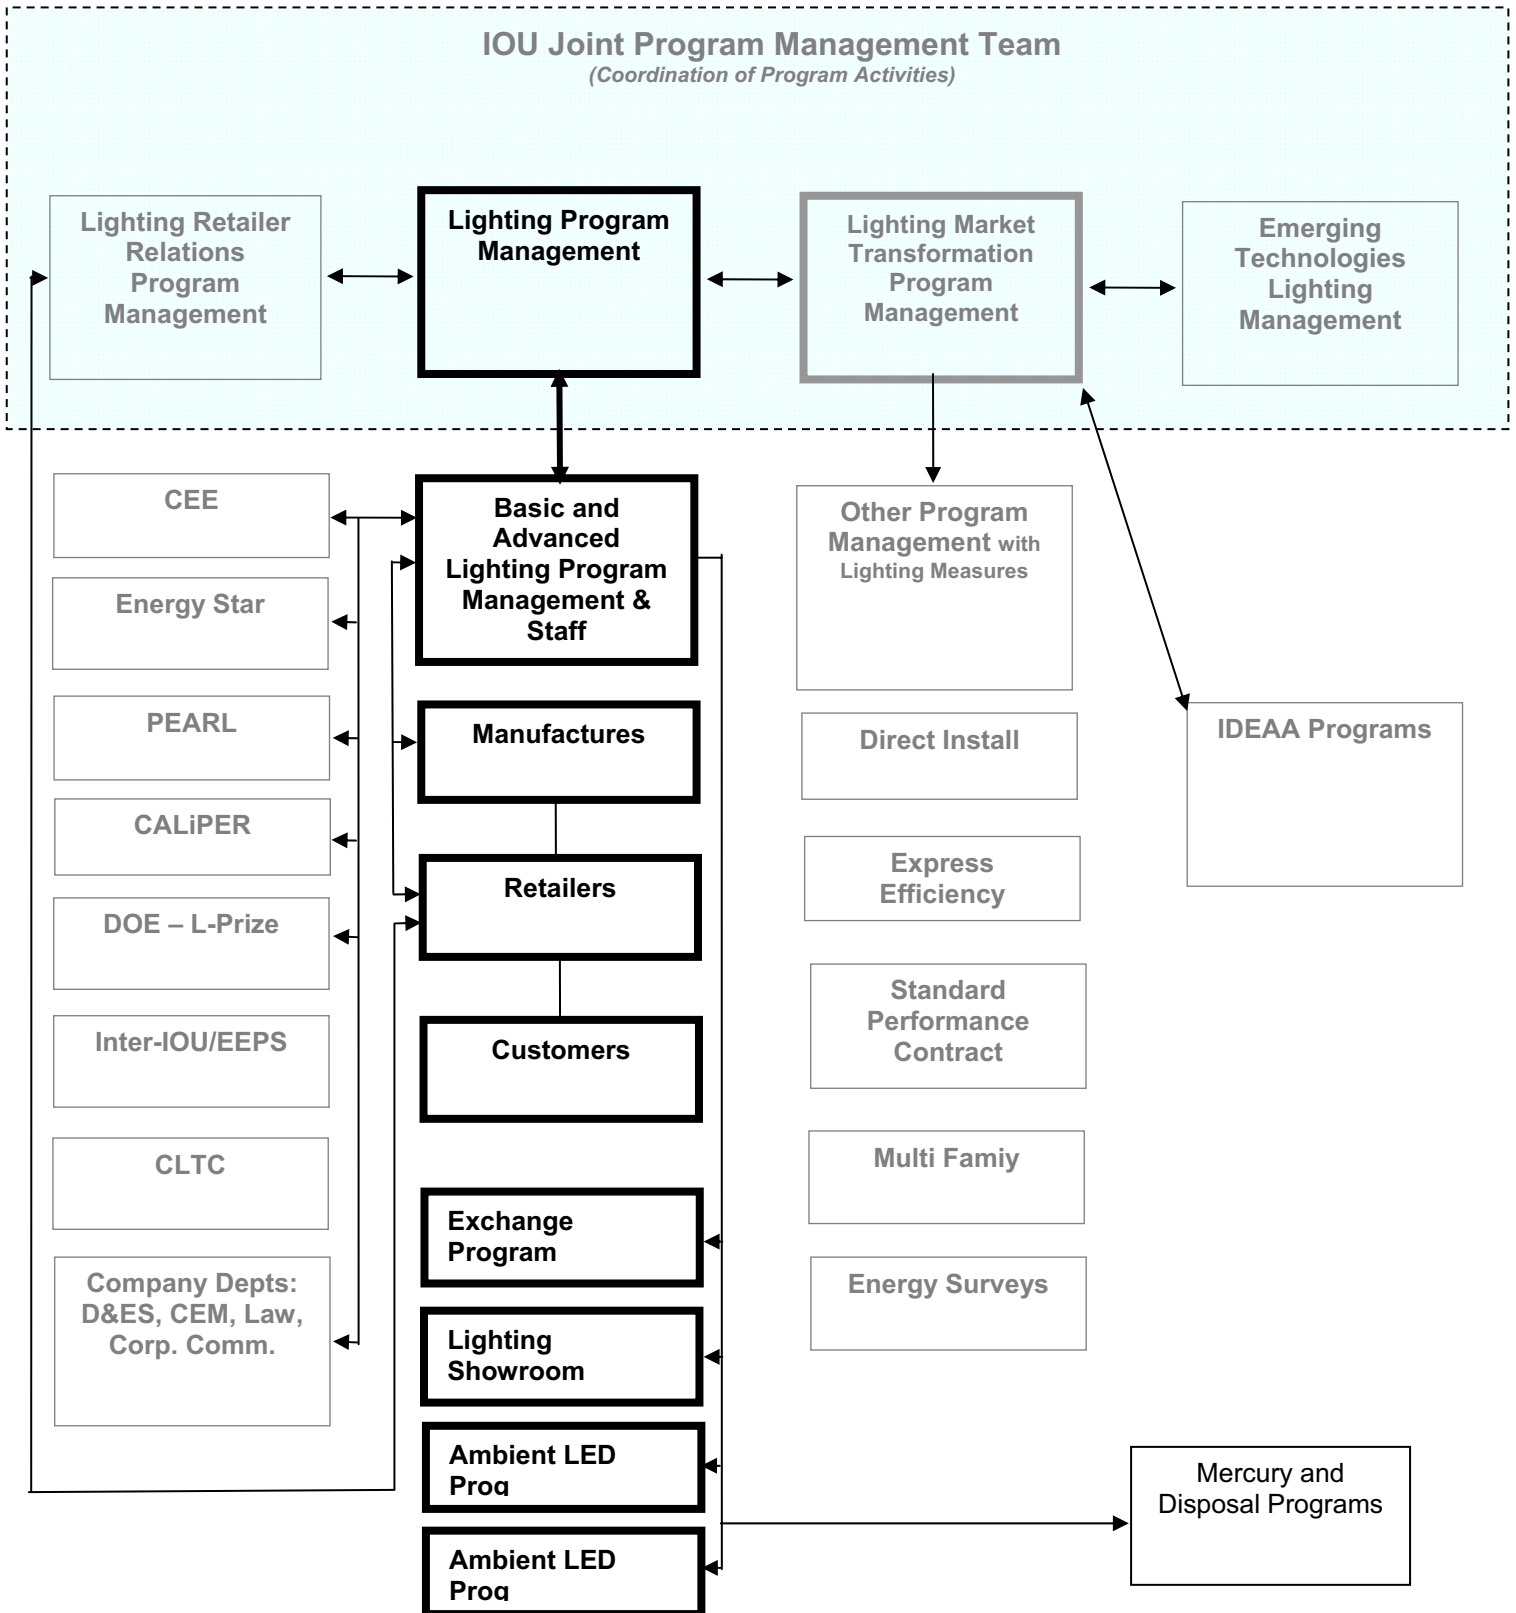 IOU Joint Program Management Team
(Coordination of Program Activities)
Lighting Retailer
Relations
Program
Management
Lighting Program
Management
Lighting Market
Transformation
Program
Management
Emerging
Technologies
Lighting
Management
CEE
Energy Star
PEARL
CALiPER
DOE – L-Prize
Inter-IOU/EEPS
CLTC
Company Depts:
D&ES, CEM, Law,
Corp. Comm.
Basic and
Advanced
Lighting Program
Management &
Staff
Manufactures
Retailers
Customers
Exchange
Program
Lighting
Showroom
Ambient LED
Prog
Ambient LED
Prog
Other Program
Management with
Lighting Measures
Direct Install
Express
Efficiency
Standard
Performance
Contract
Multi Famiy
Energy Surveys
IDEAA Programs
Mercury and
Disposal Programs